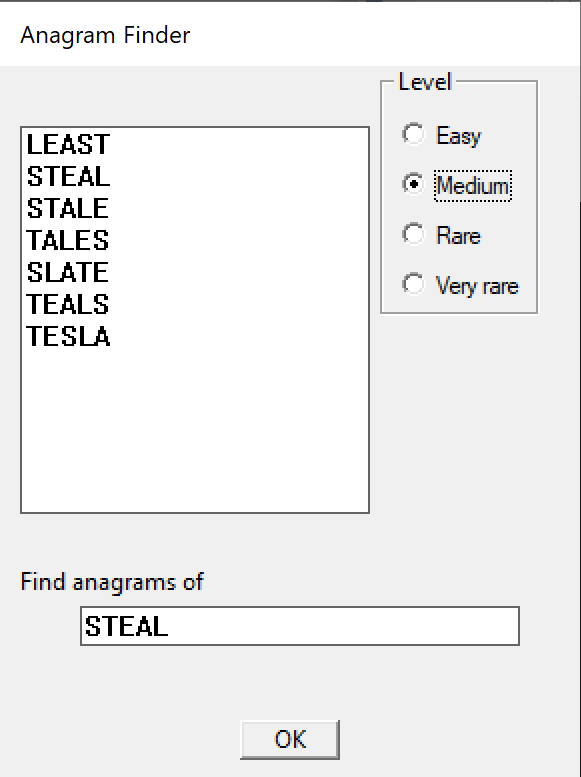 Anagram Finder
Level
Easy
Medium
Rare
Very rare
LEAST
STEAL
STALE
TALES
SLATE
TEALS
TESLA
Find anagrams of
STEAL
OK